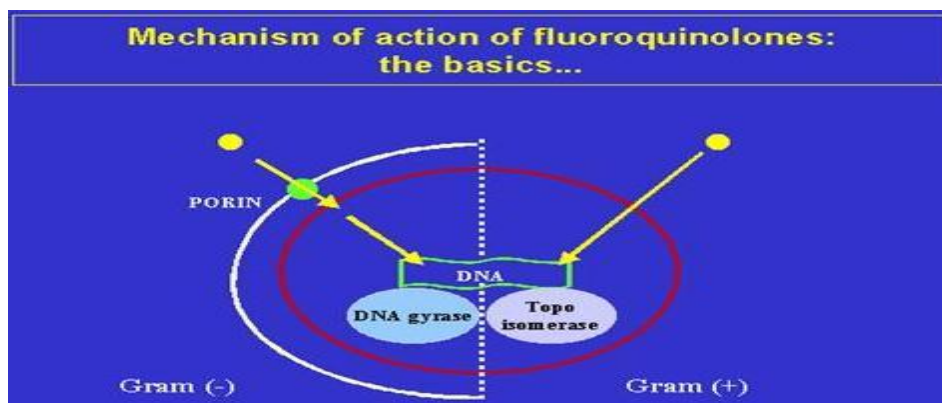 Mechanism of action of fluoroquinolones:
the basics...
PORIN
DNA
DNA gyrase
Topo
isomerase
Gram (-)
Gram (+)